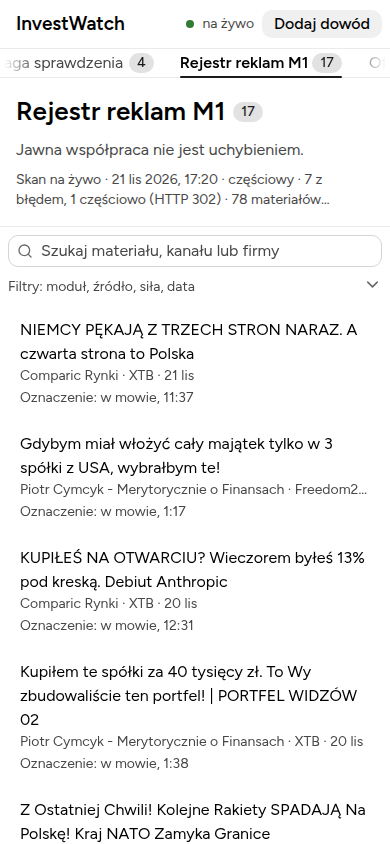 InvestWatch
na żywo
Dodaj dowód
aga sprawdzenia 4
Rejestr reklam M1 17
Rejestr reklam M1 17
Jawna współpraca nie jest uchybieniem.
Skan na żywo · 21 lis 2026, 17:20 · częściowy · 7 z
błędem, 1 częściowo (HTTP 302) · 78 materiałów...
Szukaj materiału, kanału lub firmy
Filtry: moduł, źródło, siła, data
NIEMCY PĘKAJĄ Z TRZECH STRON NARAZ. A
czwarta strona to Polska
Comparic Rynki · XTB · 21 lis
Oznaczenie: w mowie, 11:37
Gdybym miał włożyć cały majątek tylko w 3
spółki z USA, wybrałbym te!
Piotr Cymcyk - Merytorycznie o Finansach · Freedom2...
Oznaczenie: w mowie, 1:17
KUPIŁEŚ NA OTWARCIU? Wieczorem byłeś 13%
pod kreską. Debiut Anthropic
Comparic Rynki · XTB · 20 lis
Oznaczenie: w mowie, 12:31
Kupiłem te spółki za 40 tysięcy zł. To Wy
zbudowaliście ten portfel! | PORTFEL WIDZÓW
02
Piotr Cymcyk - Merytorycznie o Finansach · XTB · 20 lis
Oznaczenie: w mowie, 1:38
Z Ostatniej Chwili! Kolejne Rakiety SPADAJĄ Na
Polskę! Kraj NATO Zamyka Granice